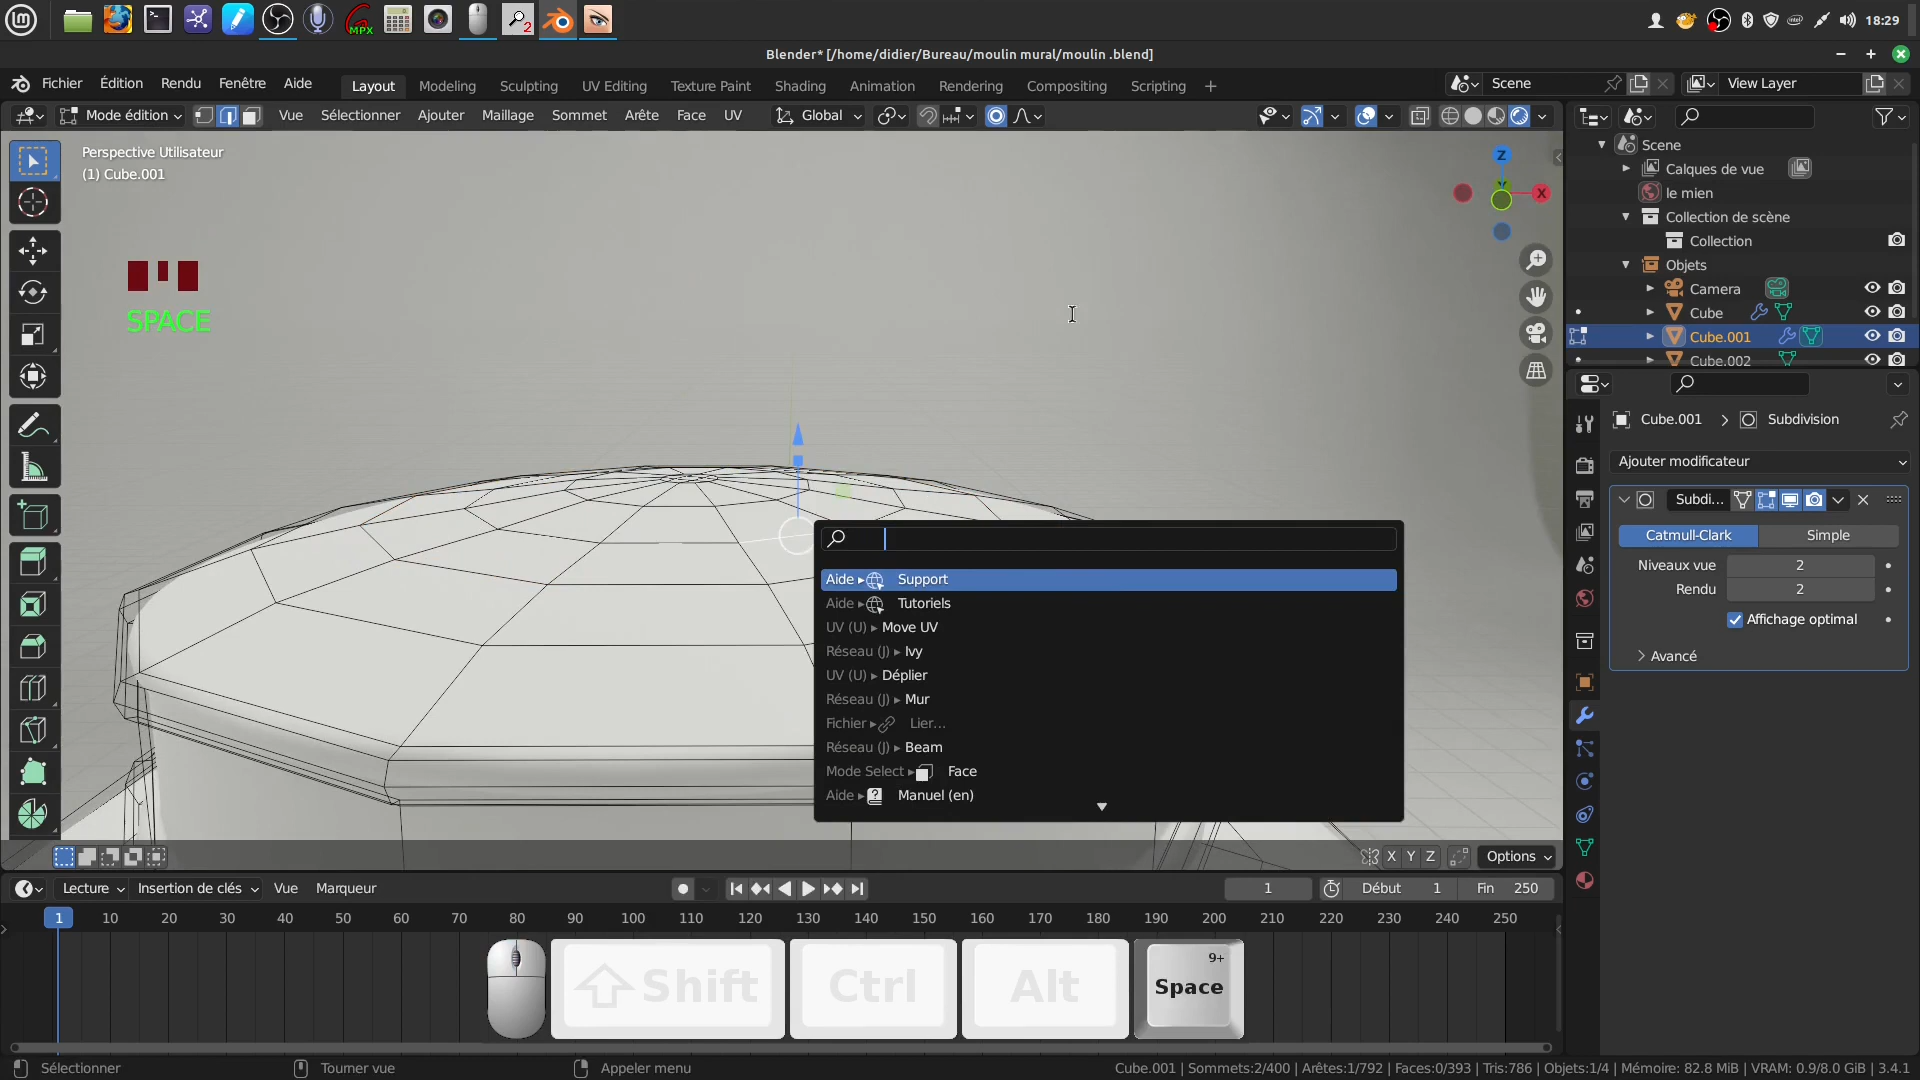 MPX
2
18:29
Blender* [/home/didier/Bureau/moulin mural/moulin .blend]
Fichier Édition Rendu Fenêtre Aide Layout Modeling Sculpting UV Editing Texture Paint Shading Animation Rendering Compositing Scripting + Scene View Layer
Mode édition Vue Sélectionner Ajouter Maillage Sommet Arête Face UV Global
Perspective Utilisateur
(1) Cube.001
Z
X
SPACE
Scene
Calques de vue
le mien
Collection de scène
Collection
Objets
Camera
Cube
Cube.001
Cube.002
Cube.001 > Subdivision
Ajouter modificateur
Subdi...
Catmull-Clark Simple
Niveaux vue 2
Rendu 2
Affichage optimal
Avancé
Aide ▸ Support
Aide ▸ Tutoriels
UV (U) ▸ Move UV
Réseau (J) ▸ Ivy
UV (U) ▸ Déplier
Réseau (J) ▸ Mur
Fichier ▸ Lier...
Réseau (J) ▸ Beam
Mode Select ▸ Face
Aide ▸ Manuel (en)
X Y Z Options
Lecture Insertion de clés Vue Marqueur 1 Début 1 Fin 250
1 10 20 30 40 50 60 70 80 90 100 110 120 130 140 150 160 170 180 190 200 210 220 230 240 250
Shift Ctrl Alt 9+ Space
Sélectionner Tourner vue Appeler menu Cube.001 | Sommets:2/400 | Arêtes:1/792 | Faces:0/393 | Tris:786 | Objets:1/4 | Mémoire: 82.8 MiB | VRAM: 0.9/8.0 GiB | 3.4.1